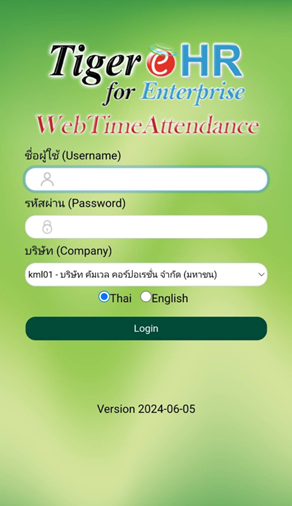 Tiger eHR
for Enterprise
WebTimeAttendance
ชื่อผู้ใช้ (Username)
รหัสผ่าน (Password)
บริษัท (Company)
kml01 - บริษัท คัมเวล คอร์ปอเรชั่น จำกัด (มหาชน)
Thai English
Login
Version 2024-06-05